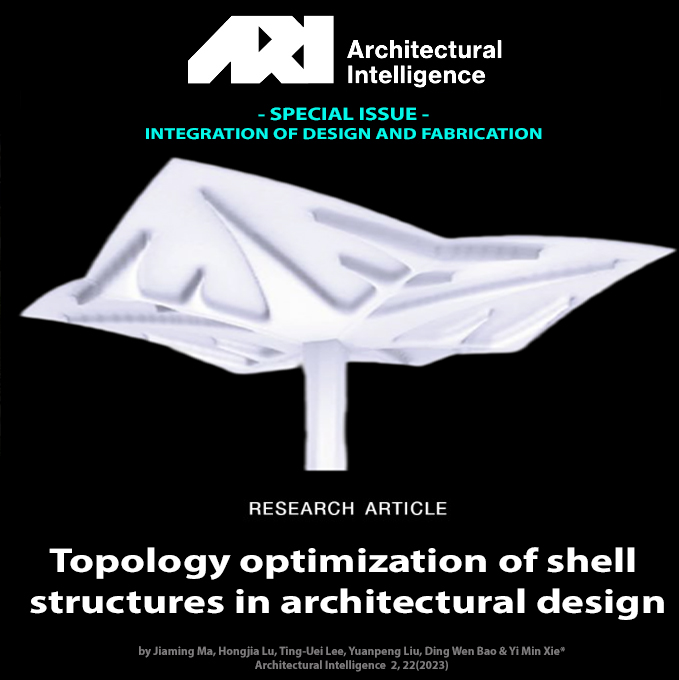 Architectural
Intelligence
- SPECIAL ISSUE -
INTEGRATION OF DESIGN AND FABRICATION
RESEARCH ARTICLE
Topology optimization of shell
structures in architectural design
by Jiaming Ma, Hongjia Lu, Ting-Uei Lee, Yuanpeng Liu, Ding Wen Bao & Yi Min Xie*
Architectural Intelligence 2, 22(2023)